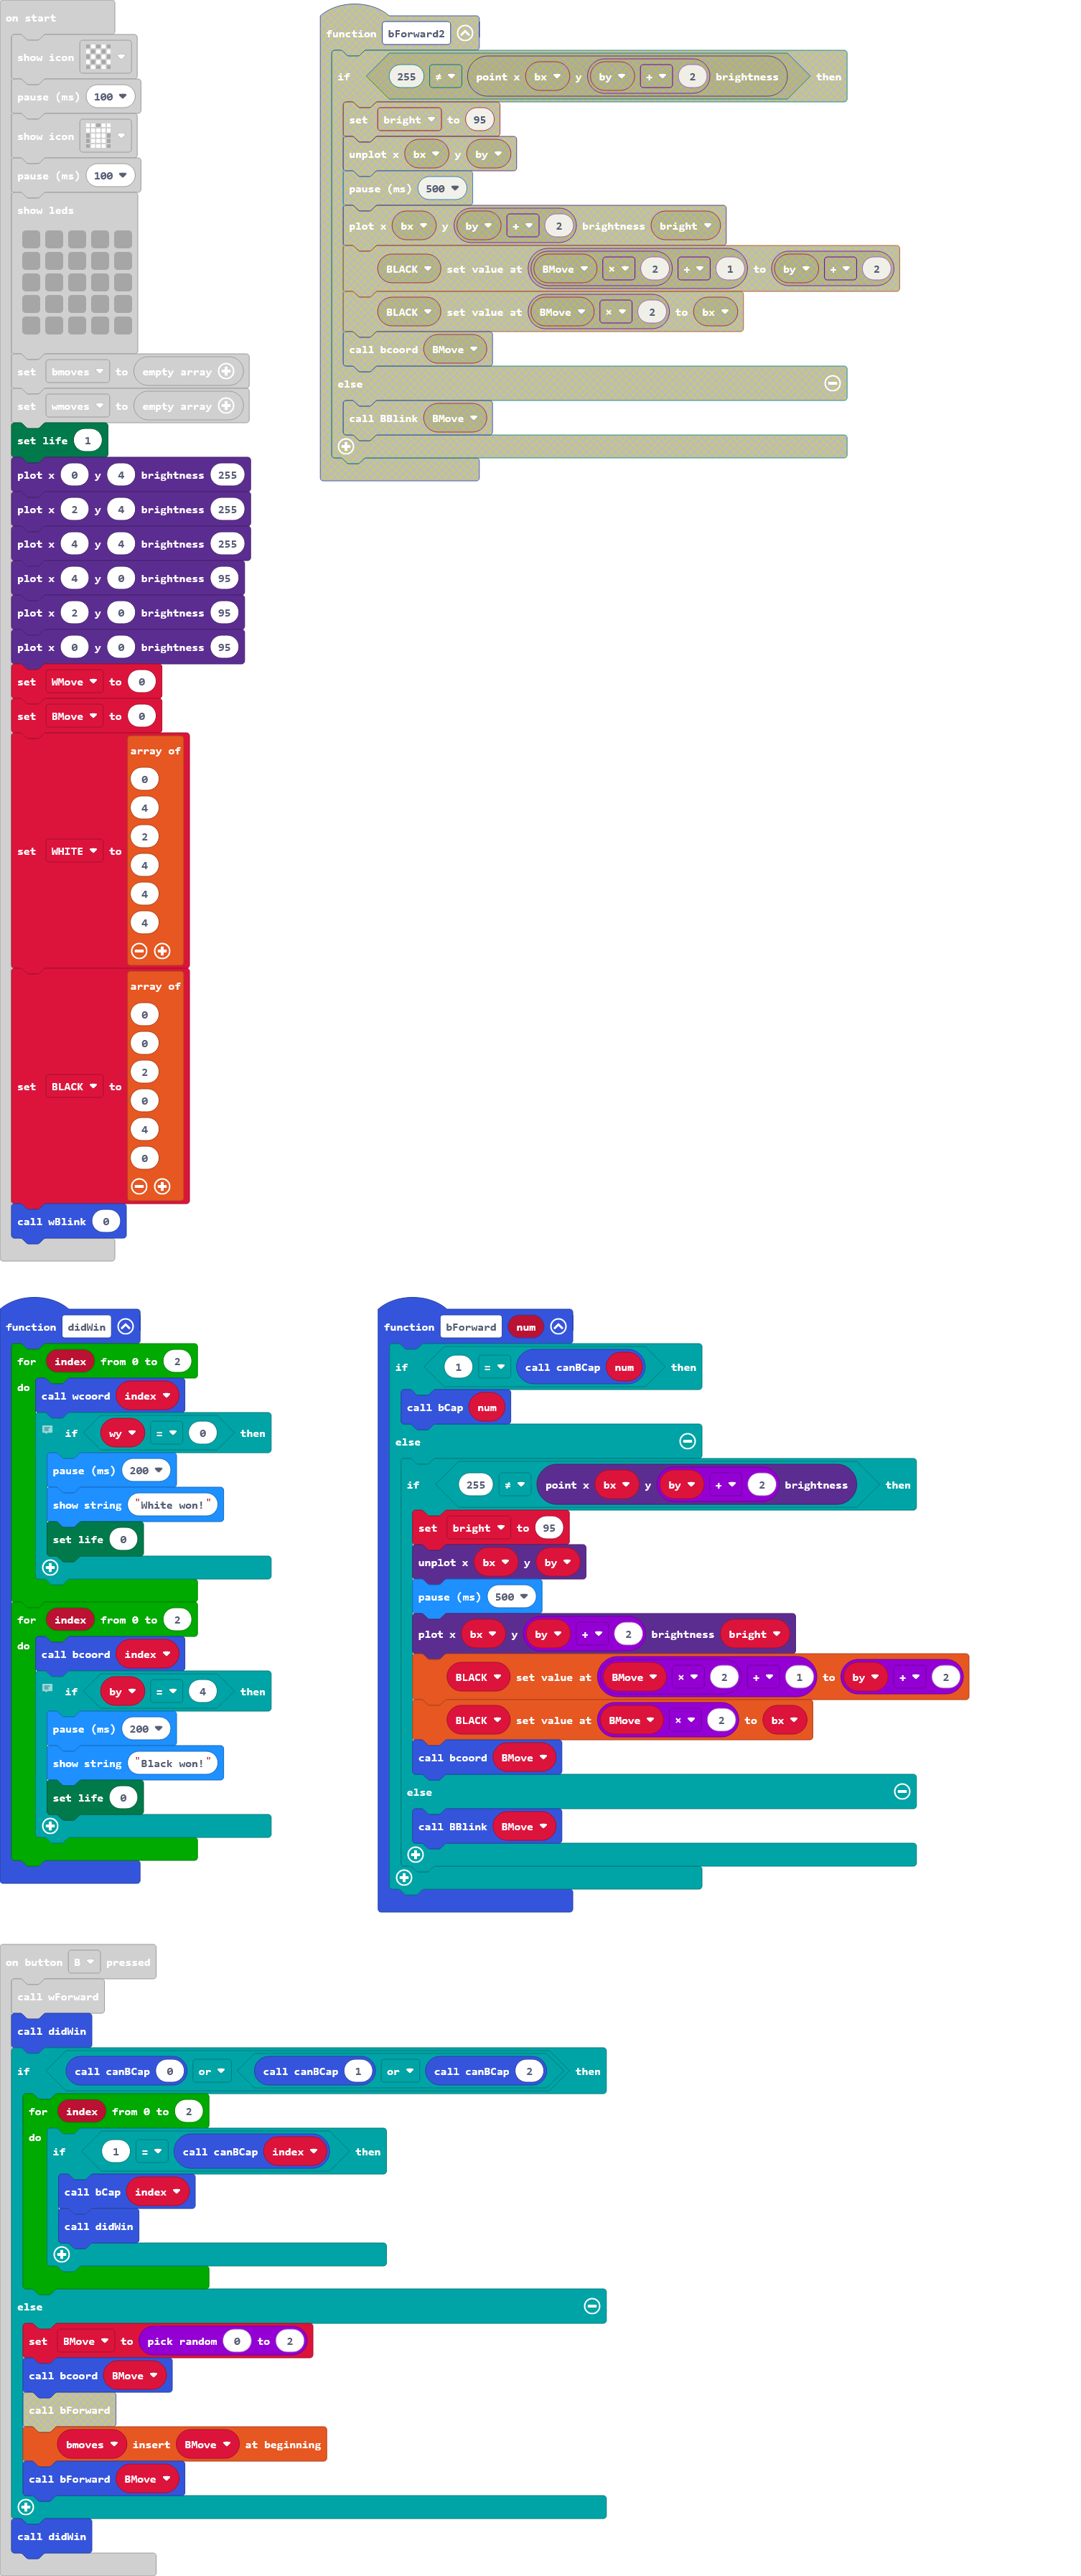 on start
show icon
pause (ms) 100
show icon
pause (ms) 100
show leds
set bmoves to empty array
set wmoves to empty array
set life 1
plot x 0 y 4 brightness 255
plot x 2 y 4 brightness 255
plot x 4 y 4 brightness 255
plot x 4 y 0 brightness 95
plot x 2 y 0 brightness 95
plot x 0 y 0 brightness 95
set WMove to 0
set BMove to 0
set WHITE to array of
0
4
2
4
4
4
set BLACK to array of
0
0
2
0
4
0
call wBlink 0
function bForward2
if 255 ≠ point x bx y by + 2 brightness then
set bright to 95
unplot x bx y by
pause (ms) 500
plot x bx y by + 2 brightness bright
BLACK set value at BMove × 2 + 1 to by + 2
BLACK set value at BMove × 2 to bx
call bcoord BMove
else
call BBlink BMove
function didWin
for index from 0 to 2
do call wcoord index
if wy = 0 then
pause (ms) 200
show string "White won!"
set life 0
for index from 0 to 2
do call bcoord index
if by = 4 then
pause (ms) 200
show string "Black won!"
set life 0
function bForward num
if 1 = call canBCap num then
call bCap num
else
if 255 ≠ point x bx y by + 2 brightness then
set bright to 95
unplot x bx y by
pause (ms) 500
plot x bx y by + 2 brightness bright
BLACK set value at BMove × 2 + 1 to by + 2
BLACK set value at BMove × 2 to bx
call bcoord BMove
else
call BBlink BMove
on button B pressed
call wForward
call didWin
if call canBCap 0 or call canBCap 1 or call canBCap 2 then
for index from 0 to 2
do if 1 = call canBCap index then
call bCap index
call didWin
else
set BMove to pick random 0 to 2
call bcoord BMove
call bForward
bmoves insert BMove at beginning
call bForward BMove
call didWin